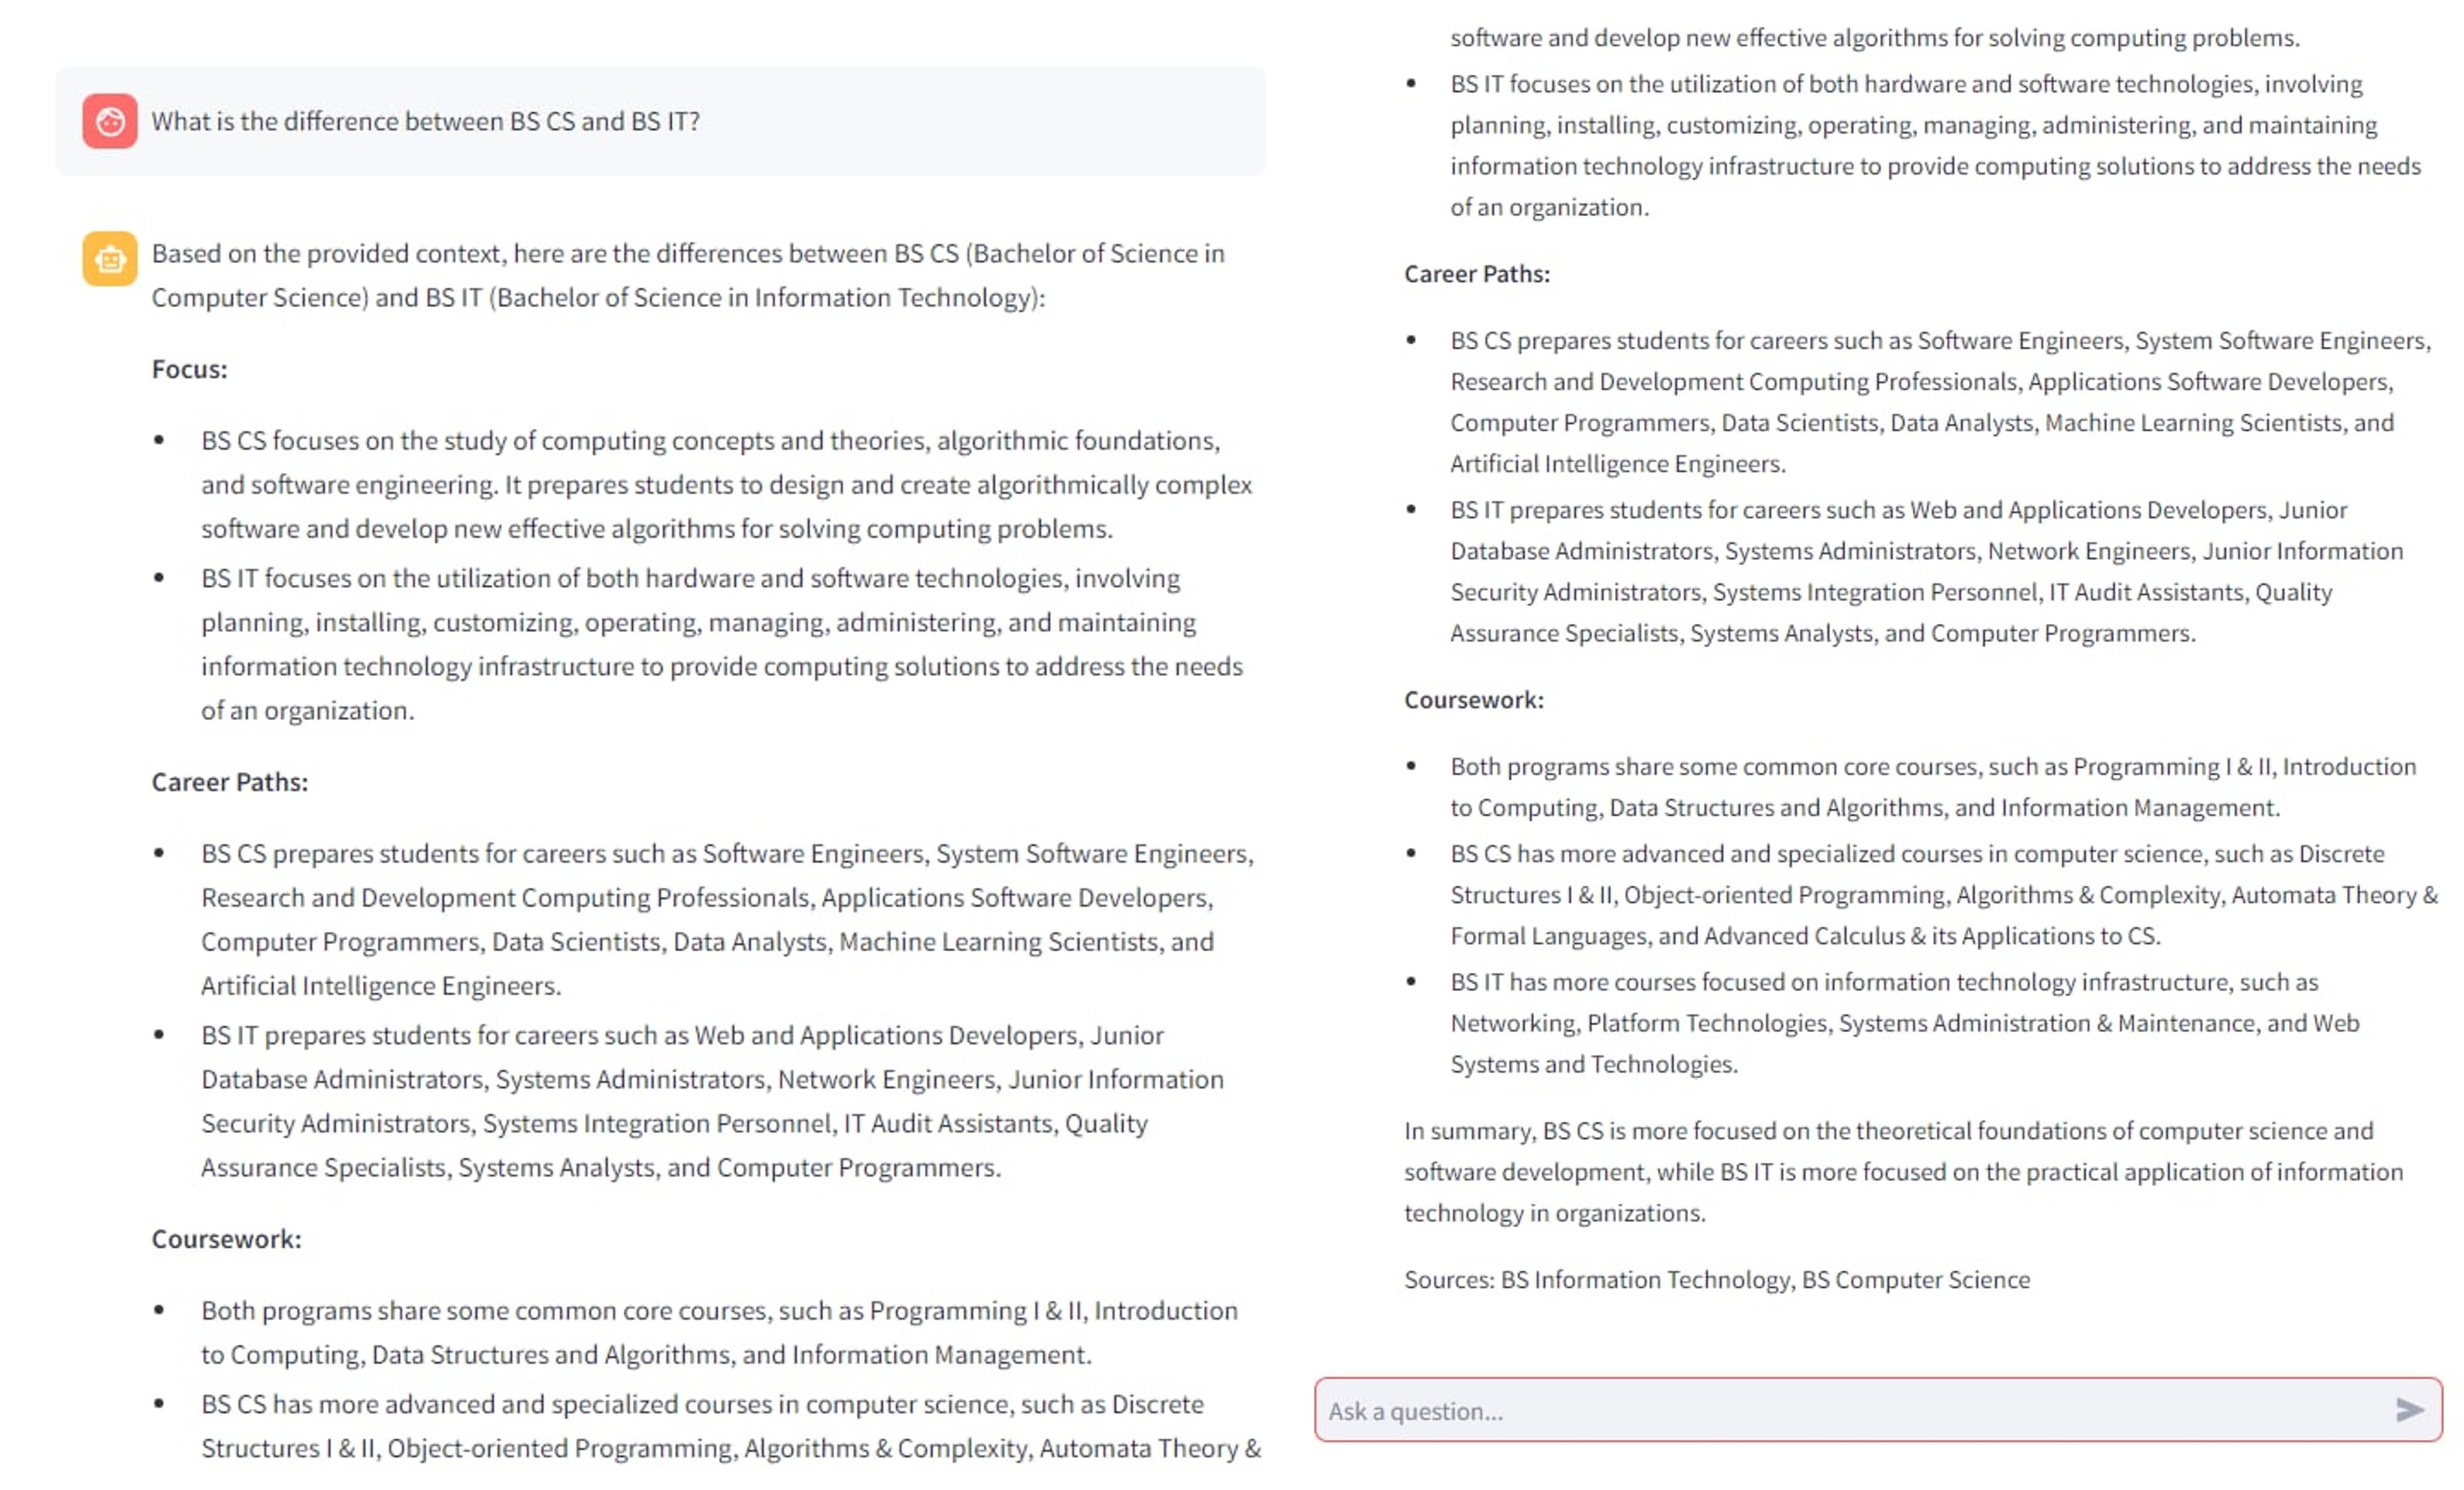 What is the difference between BS CS and BS IT?
Based on the provided context, here are the differences between BS CS (Bachelor of Science in
Computer Science) and BS IT (Bachelor of Science in Information Technology):
Focus:
• BS CS focuses on the study of computing concepts and theories, algorithmic foundations,
and software engineering. It prepares students to design and create algorithmically complex
software and develop new effective algorithms for solving computing problems.
• BS IT focuses on the utilization of both hardware and software technologies, involving
planning, installing, customizing, operating, managing, administering, and maintaining
information technology infrastructure to provide computing solutions to address the needs
of an organization.
Career Paths:
• BS CS prepares students for careers such as Software Engineers, System Software Engineers,
Research and Development Computing Professionals, Applications Software Developers,
Computer Programmers, Data Scientists, Data Analysts, Machine Learning Scientists, and
Artificial Intelligence Engineers.
• BS IT prepares students for careers such as Web and Applications Developers, Junior
Database Administrators, Systems Administrators, Network Engineers, Junior Information
Security Administrators, Systems Integration Personnel, IT Audit Assistants, Quality
Assurance Specialists, Systems Analysts, and Computer Programmers.
Coursework:
• Both programs share some common core courses, such as Programming I & II, Introduction
to Computing, Data Structures and Algorithms, and Information Management.
• BS CS has more advanced and specialized courses in computer science, such as Discrete
Structures I & II, Object-oriented Programming, Algorithms & Complexity, Automata Theory &
software and develop new effective algorithms for solving computing problems.
• BS IT focuses on the utilization of both hardware and software technologies, involving
planning, installing, customizing, operating, managing, administering, and maintaining
information technology infrastructure to provide computing solutions to address the needs
of an organization.
Career Paths:
• BS CS prepares students for careers such as Software Engineers, System Software Engineers,
Research and Development Computing Professionals, Applications Software Developers,
Computer Programmers, Data Scientists, Data Analysts, Machine Learning Scientists, and
Artificial Intelligence Engineers.
• BS IT prepares students for careers such as Web and Applications Developers, Junior
Database Administrators, Systems Administrators, Network Engineers, Junior Information
Security Administrators, Systems Integration Personnel, IT Audit Assistants, Quality
Assurance Specialists, Systems Analysts, and Computer Programmers.
Coursework:
• Both programs share some common core courses, such as Programming I & II, Introduction
to Computing, Data Structures and Algorithms, and Information Management.
• BS CS has more advanced and specialized courses in computer science, such as Discrete
Structures I & II, Object-oriented Programming, Algorithms & Complexity, Automata Theory &
Formal Languages, and Advanced Calculus & its Applications to CS.
• BS IT has more courses focused on information technology infrastructure, such as
Networking, Platform Technologies, Systems Administration & Maintenance, and Web
Systems and Technologies.
In summary, BS CS is more focused on the theoretical foundations of computer science and
software development, while BS IT is more focused on the practical application of information
technology in organizations.
Sources: BS Information Technology, BS Computer Science
Ask a question...